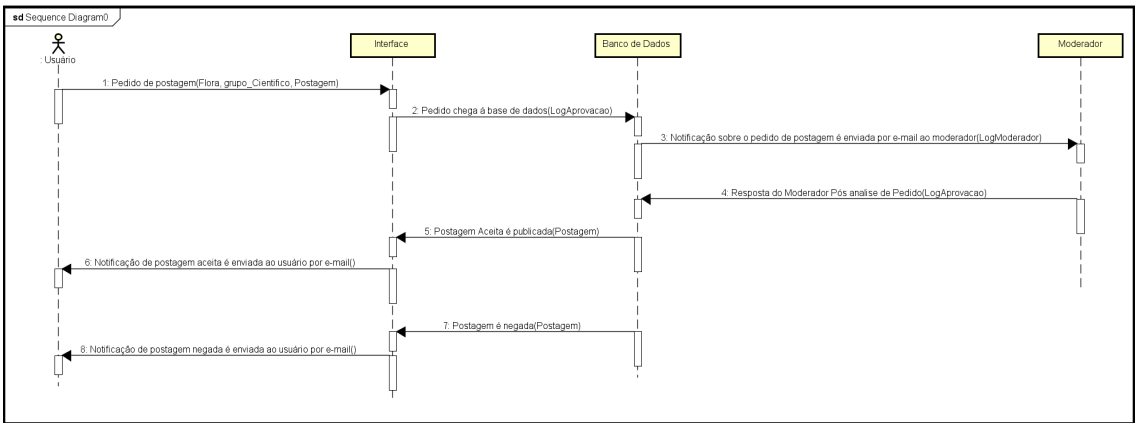 sd Sequence Diagram0
: Usuário
Interface
Banco de Dados
Moderador
1: Pedido de postagem(Flora, grupo_Cientifico, Postagem)
2: Pedido chega à base de dados(LogAprovacao)
3: Notificação sobre o pedido de postagem é enviada por e-mail ao moderador(LogModerador)
4: Resposta do Moderador Pós analise de Pedido(LogAprovacao)
5: Postagem Aceita é publicada(Postagem)
6: Notificação de postagem aceita é enviada ao usuário por e-mail()
7: Postagem é negada(Postagem)
8: Notificação de postagem negada é enviada ao usuário por e-mail()